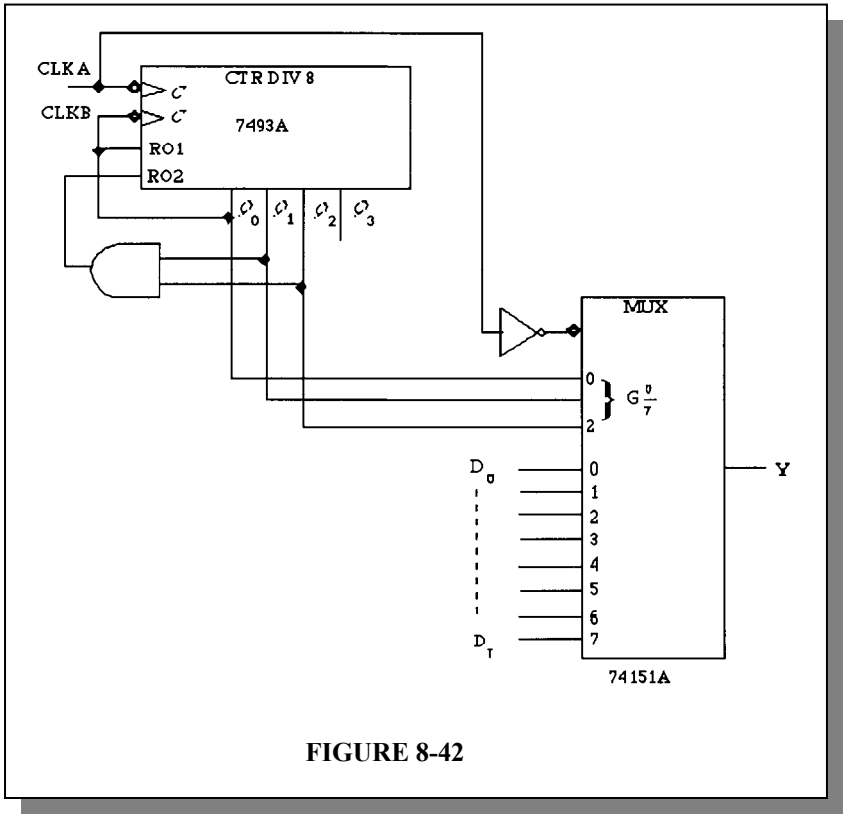 CLKA
CTR DIV 8
C
CLKB
C
7493A
RO1
RO2
Q0 Q1 Q2 Q3
MUX
0
G 0/7
2
D0
0
Y
1
2
3
4
5
6
D7
7
74151A
FIGURE 8-42